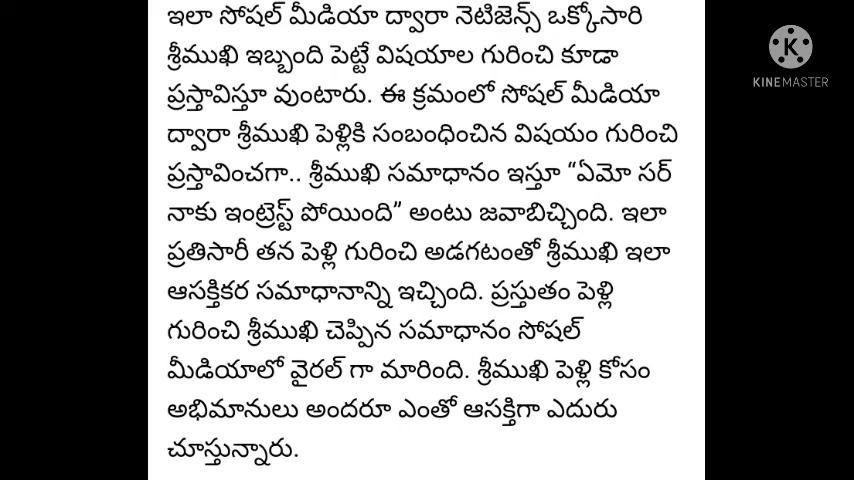 ఇలా సోషల్ మీడియా ద్వారా నెటిజెన్స్ ఒక్కోసారి
శ్రీముఖి ఇబ్బంది పెట్టే విషయాల గురించి కూడా
ప్రస్తావిస్తూ వుంటారు. ఈ క్రమంలో సోషల్ మీడియా
ద్వారా శ్రీముఖి పెళ్లికి సంబంధించిన విషయం గురించి
ప్రస్తావించగా.. శ్రీముఖి సమాధానం ఇస్తూ “ఏమో సర్
నాకు ఇంట్రెస్ట్ పోయింది” అంటు జవాబిచ్చింది. ఇలా
ప్రతిసారీ తన పెళ్లి గురించి అడగటంతో శ్రీముఖి ఇలా
ఆసక్తికర సమాధానాన్ని ఇచ్చింది. ప్రస్తుతం పెళ్లి
గురించి శ్రీముఖి చెప్పిన సమాధానం సోషల్
మీడియాలో వైరల్ గా మారింది. శ్రీముఖి పెళ్లి కోసం
అభిమానులు అందరూ ఎంతో ఆసక్తిగా ఎదురు
చూస్తున్నారు.
K
KINEMASTER